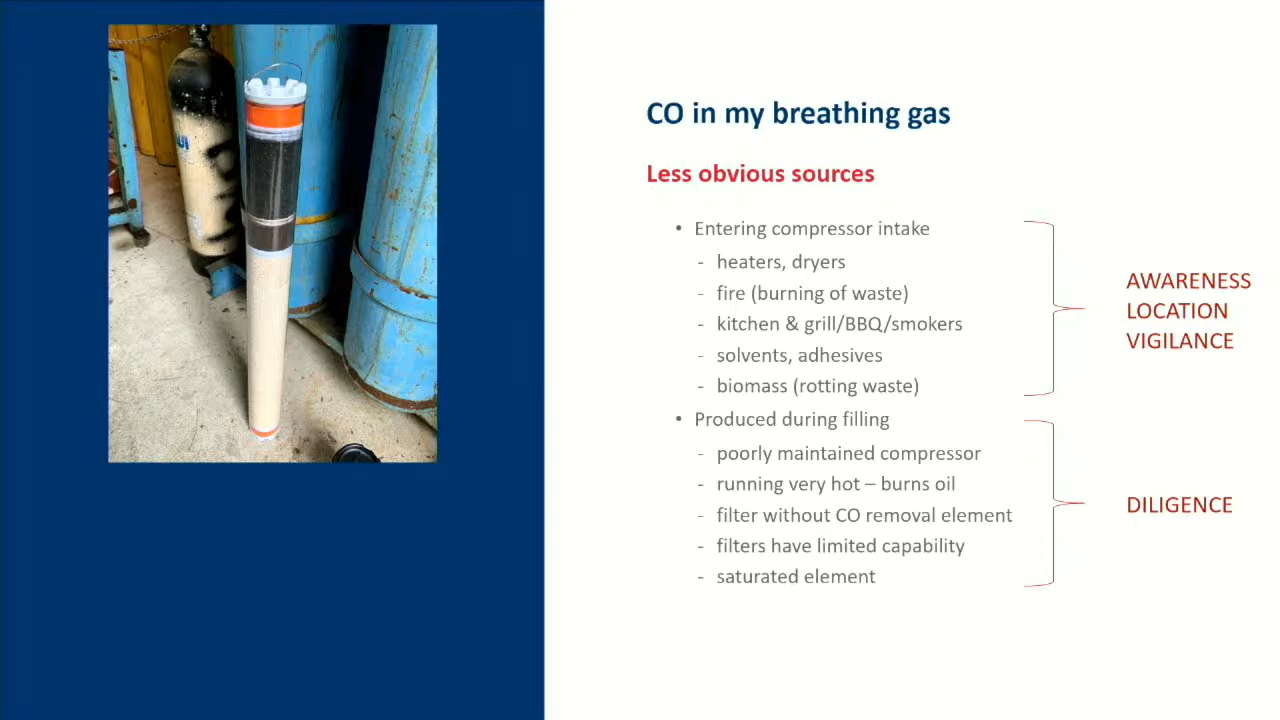 CO in my breathing gas
Less obvious sources
• Entering compressor intake
- heaters, dryers
- fire (burning of waste)
- kitchen & grill/BBQ/smokers
- solvents, adhesives
- biomass (rotting waste)
AWARENESS
LOCATION
VIGILANCE
• Produced during filling
- poorly maintained compressor
- running very hot – burns oil
- filter without CO removal element
- filters have limited capability
- saturated element
DILIGENCE